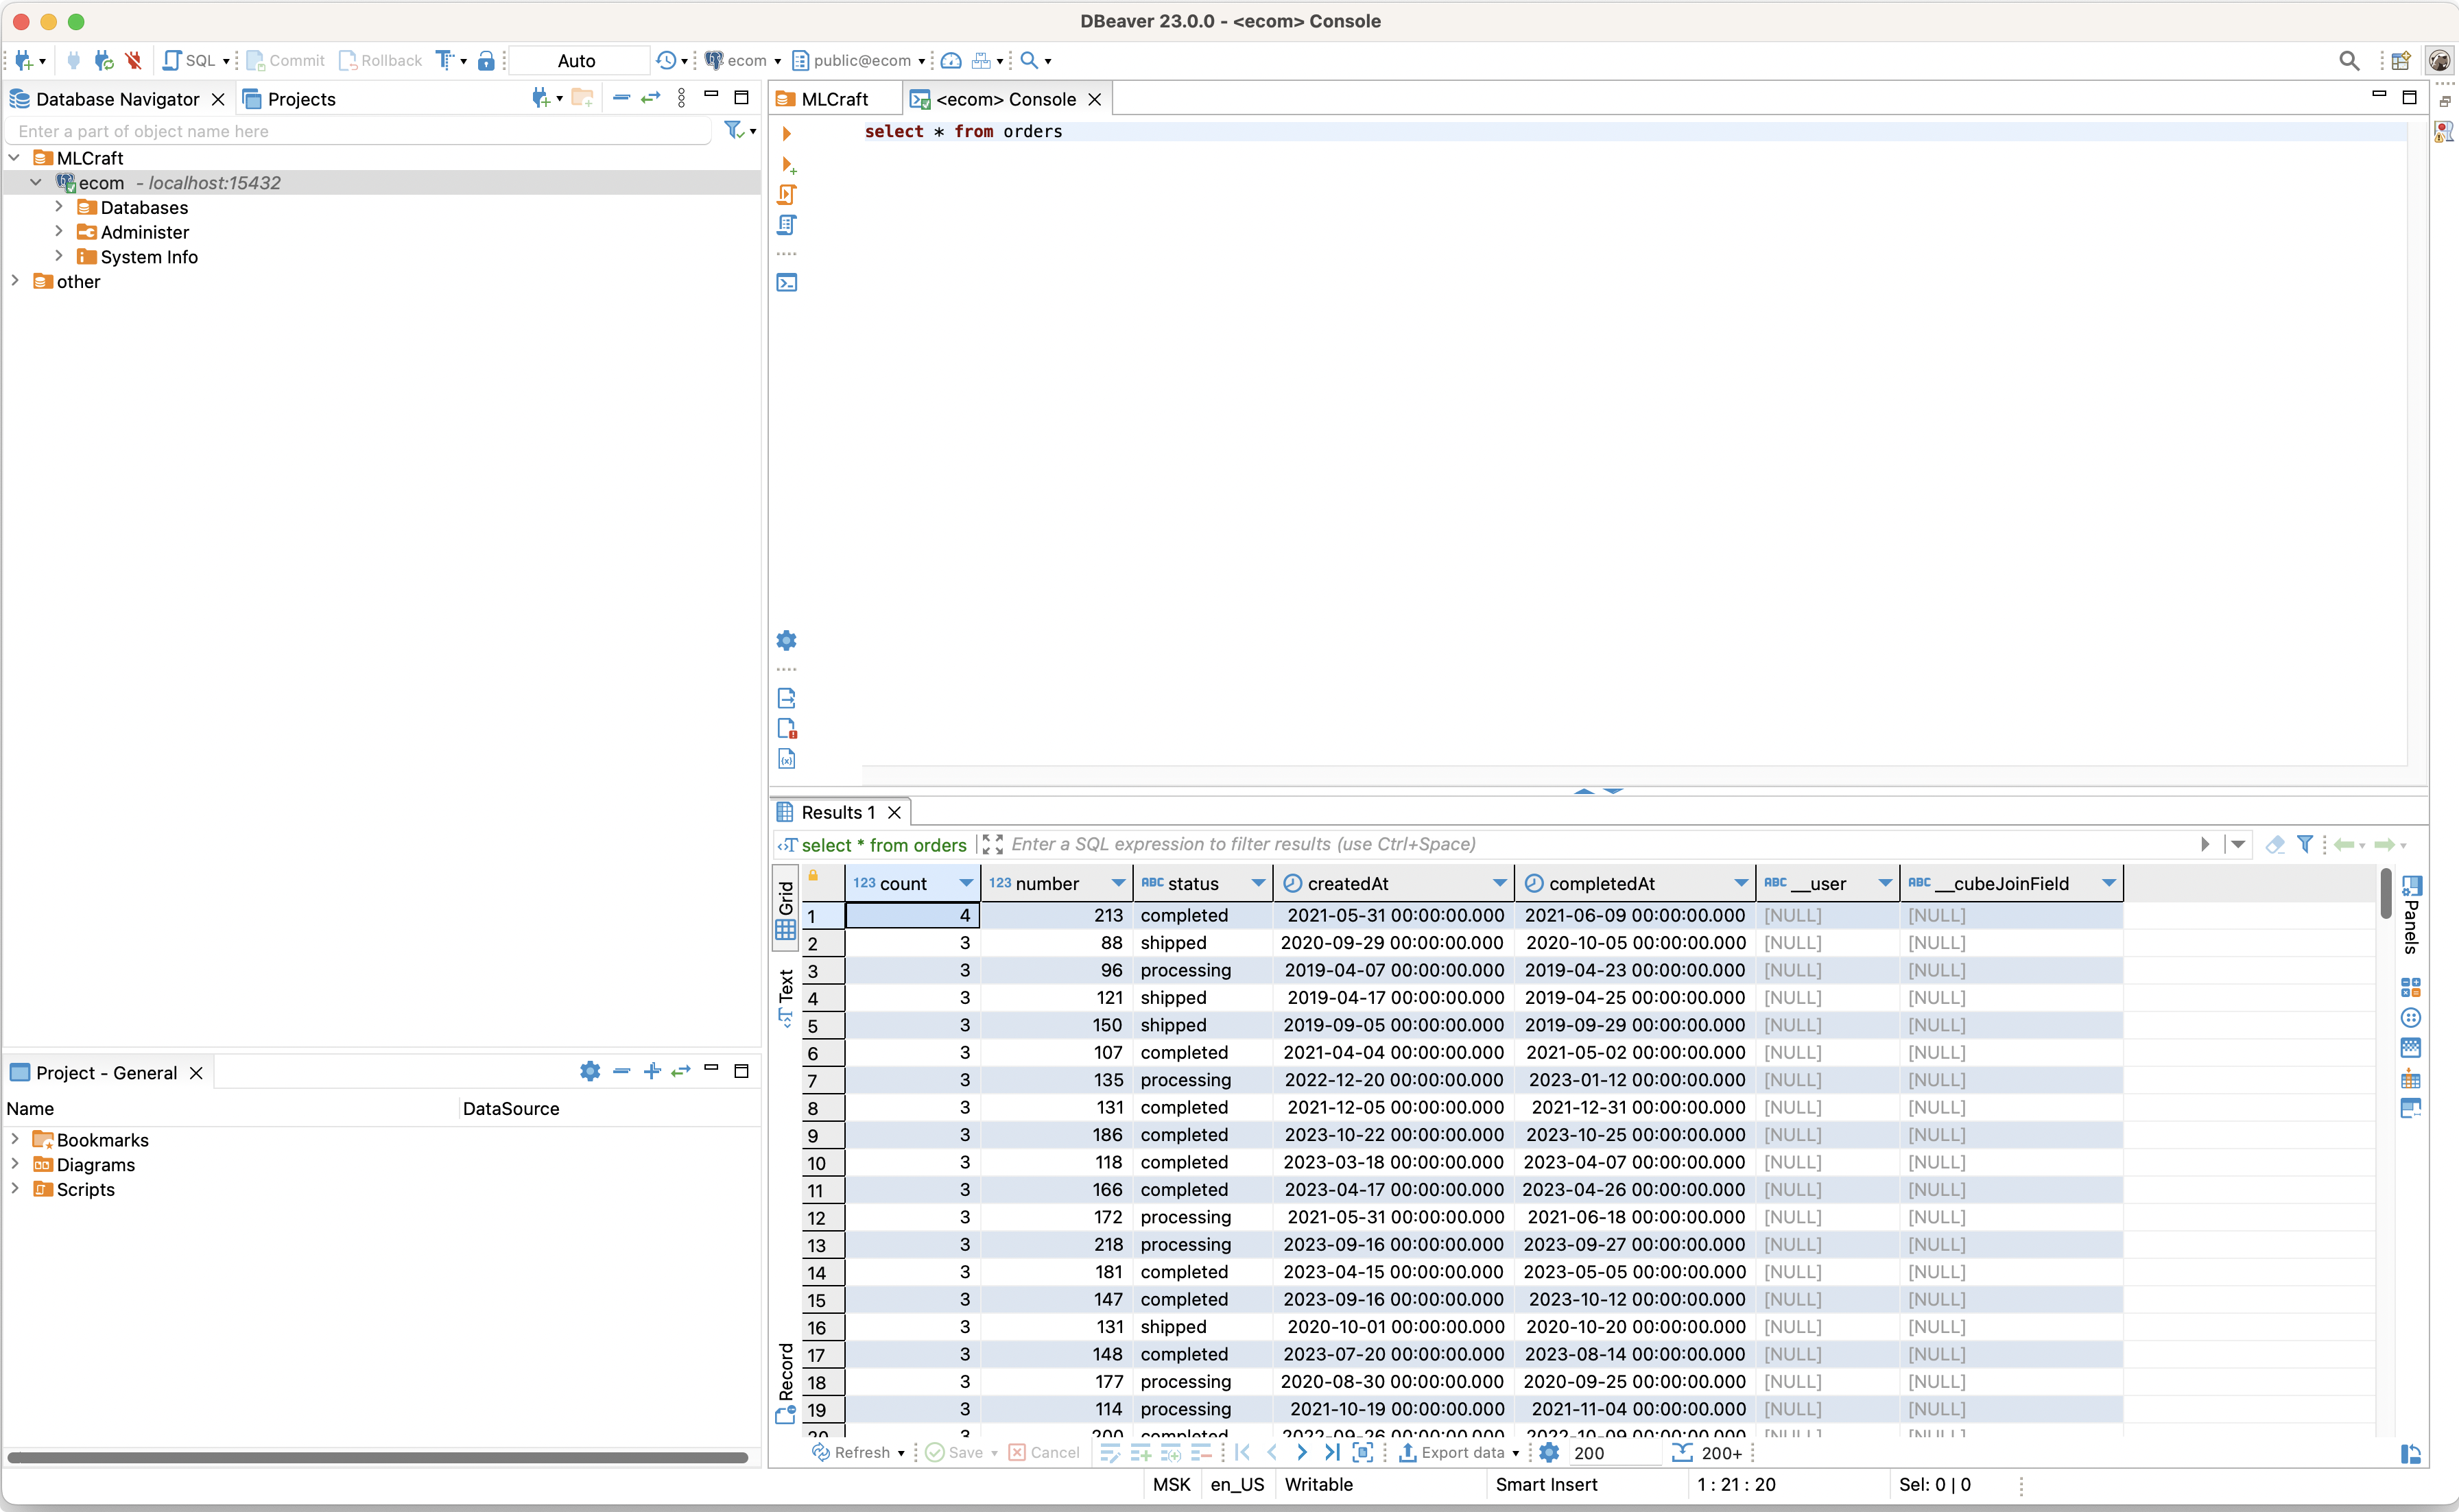 DBeaver 23.0.0 - <ecom> Console
SQL Commit Rollback Auto ecom public@ecom
Database Navigator Projects
Enter a part of object name here
MLCraft
ecom - localhost:15432
Databases
Administer
System Info
other
MLCraft <ecom> Console
select * from orders
Project - General
Name DataSource
Bookmarks
Diagrams
Scripts
Results 1
select * from orders Enter a SQL expression to filter results (use Ctrl+Space)
Grid
Text
Record
Panels
123 count 123 number ABC status createdAt completedAt ABC __user ABC __cubeJoinField
1 4 213 completed 2021-05-31 00:00:00.000 2021-06-09 00:00:00.000 [NULL] [NULL]
2 3 88 shipped 2020-09-29 00:00:00.000 2020-10-05 00:00:00.000 [NULL] [NULL]
3 3 96 processing 2019-04-07 00:00:00.000 2019-04-23 00:00:00.000 [NULL] [NULL]
4 3 121 shipped 2019-04-17 00:00:00.000 2019-04-25 00:00:00.000 [NULL] [NULL]
5 3 150 shipped 2019-09-05 00:00:00.000 2019-09-29 00:00:00.000 [NULL] [NULL]
6 3 107 completed 2021-04-04 00:00:00.000 2021-05-02 00:00:00.000 [NULL] [NULL]
7 3 135 processing 2022-12-20 00:00:00.000 2023-01-12 00:00:00.000 [NULL] [NULL]
8 3 131 completed 2021-12-05 00:00:00.000 2021-12-31 00:00:00.000 [NULL] [NULL]
9 3 186 completed 2023-10-22 00:00:00.000 2023-10-25 00:00:00.000 [NULL] [NULL]
10 3 118 completed 2023-03-18 00:00:00.000 2023-04-07 00:00:00.000 [NULL] [NULL]
11 3 166 completed 2023-04-17 00:00:00.000 2023-04-26 00:00:00.000 [NULL] [NULL]
12 3 172 processing 2021-05-31 00:00:00.000 2021-06-18 00:00:00.000 [NULL] [NULL]
13 3 218 processing 2023-09-16 00:00:00.000 2023-09-27 00:00:00.000 [NULL] [NULL]
14 3 181 completed 2023-04-15 00:00:00.000 2023-05-05 00:00:00.000 [NULL] [NULL]
15 3 147 completed 2023-09-16 00:00:00.000 2023-10-12 00:00:00.000 [NULL] [NULL]
16 3 131 shipped 2020-10-01 00:00:00.000 2020-10-20 00:00:00.000 [NULL] [NULL]
17 3 148 completed 2023-07-20 00:00:00.000 2023-08-14 00:00:00.000 [NULL] [NULL]
18 3 177 processing 2020-08-30 00:00:00.000 2020-09-25 00:00:00.000 [NULL] [NULL]
19 3 114 processing 2021-10-19 00:00:00.000 2021-11-04 00:00:00.000 [NULL] [NULL]
Refresh Save Cancel Export data 200 200+
MSK en_US Writable Smart Insert 1 : 21 : 20 Sel: 0 | 0